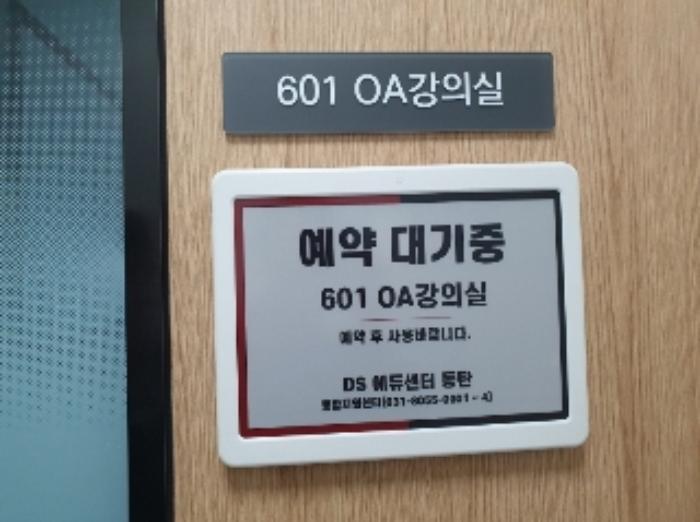 601 OA강의실
예약 대기중
601 OA강의실
예약 후 사용바랍니다.
DS 에듀센터 동탄